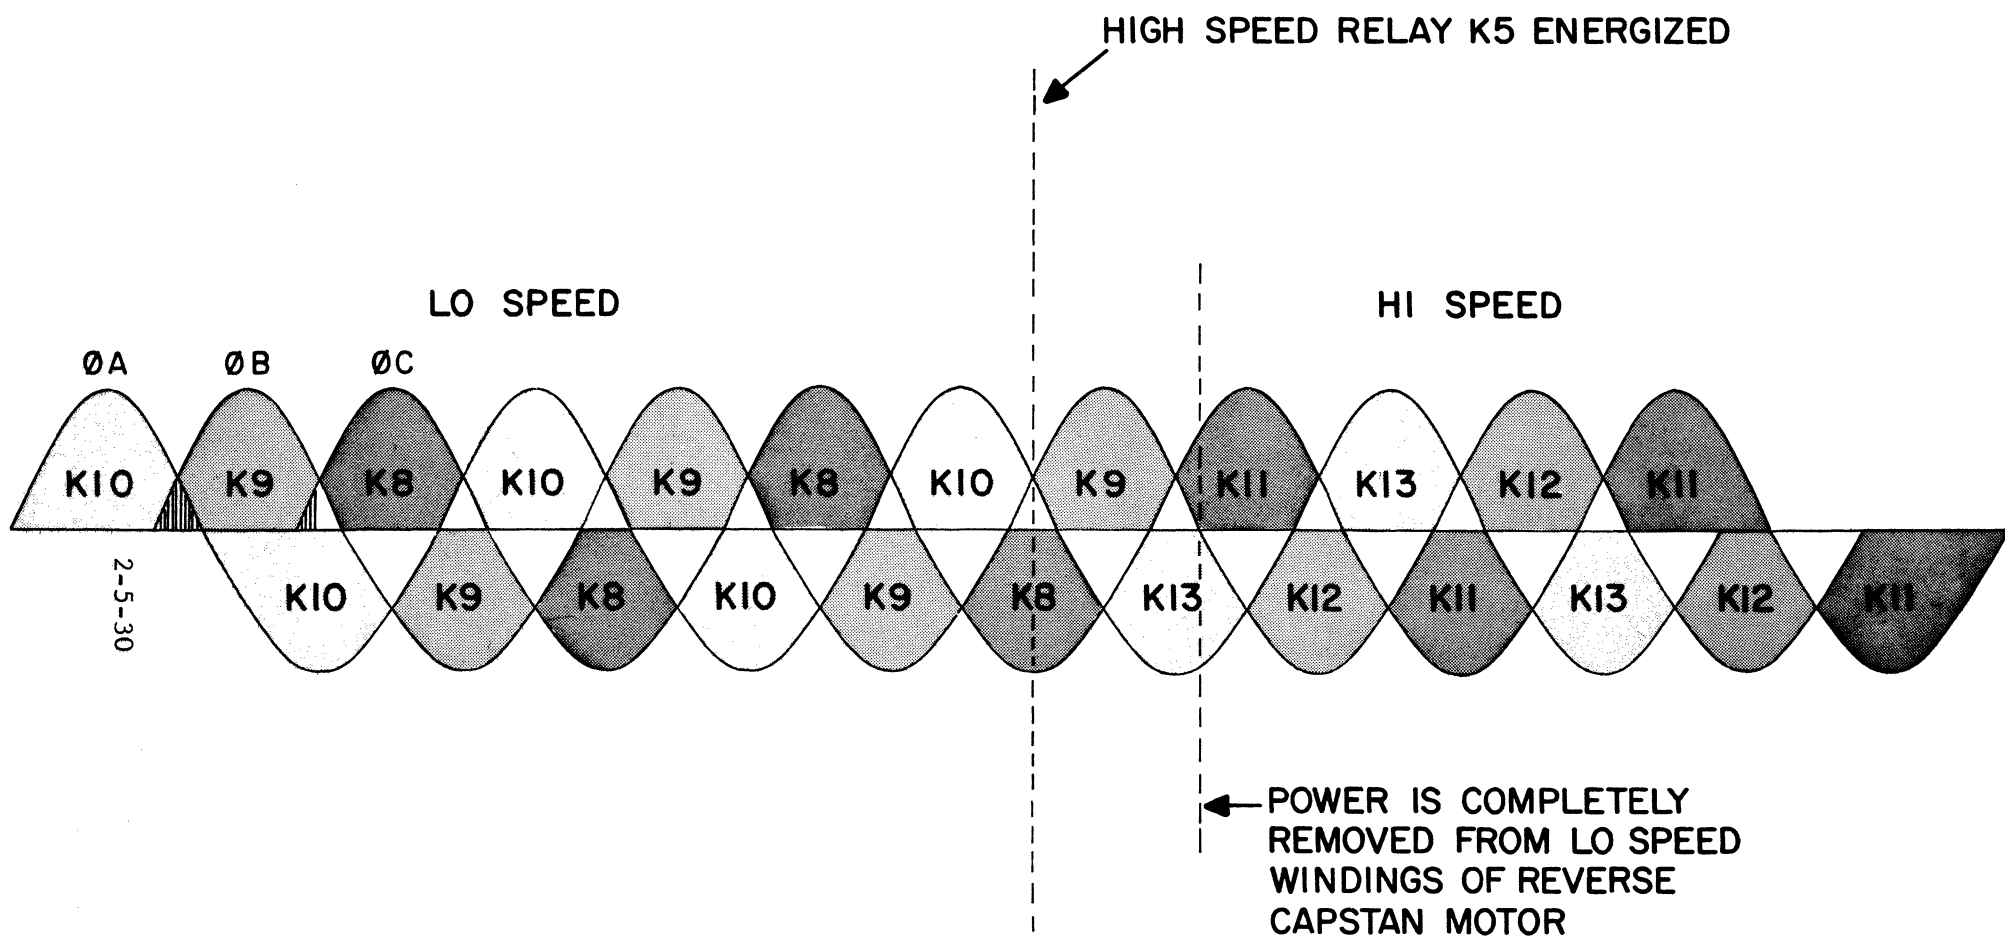 HIGH SPEED RELAY K5 ENERGIZED
LO SPEED
HI SPEED
ØA ØB ØC
K10 K9 K8 K10 K9 K8 K10 K9 K11 K13 K12 K11
K10 K9 K8 K10 K9 K8 K13 K12 K11 K13 K12 K11
2-5-30
POWER IS COMPLETELY
REMOVED FROM LO SPEED
WINDINGS OF REVERSE
CAPSTAN MOTOR